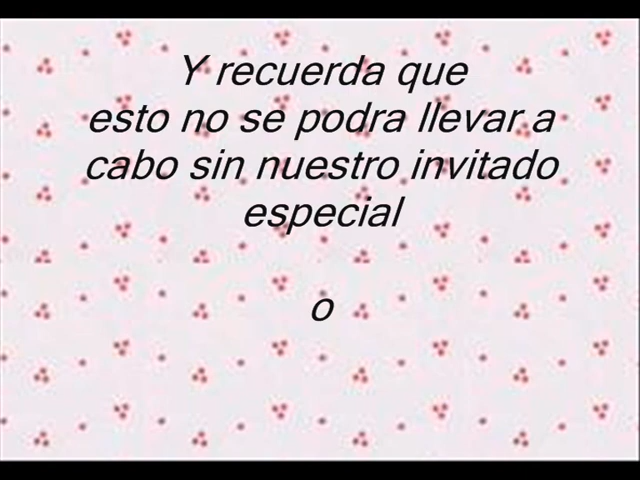 Y recuerda que
esto no se podra llevar a
cabo sin nuestro invitado
especial
o